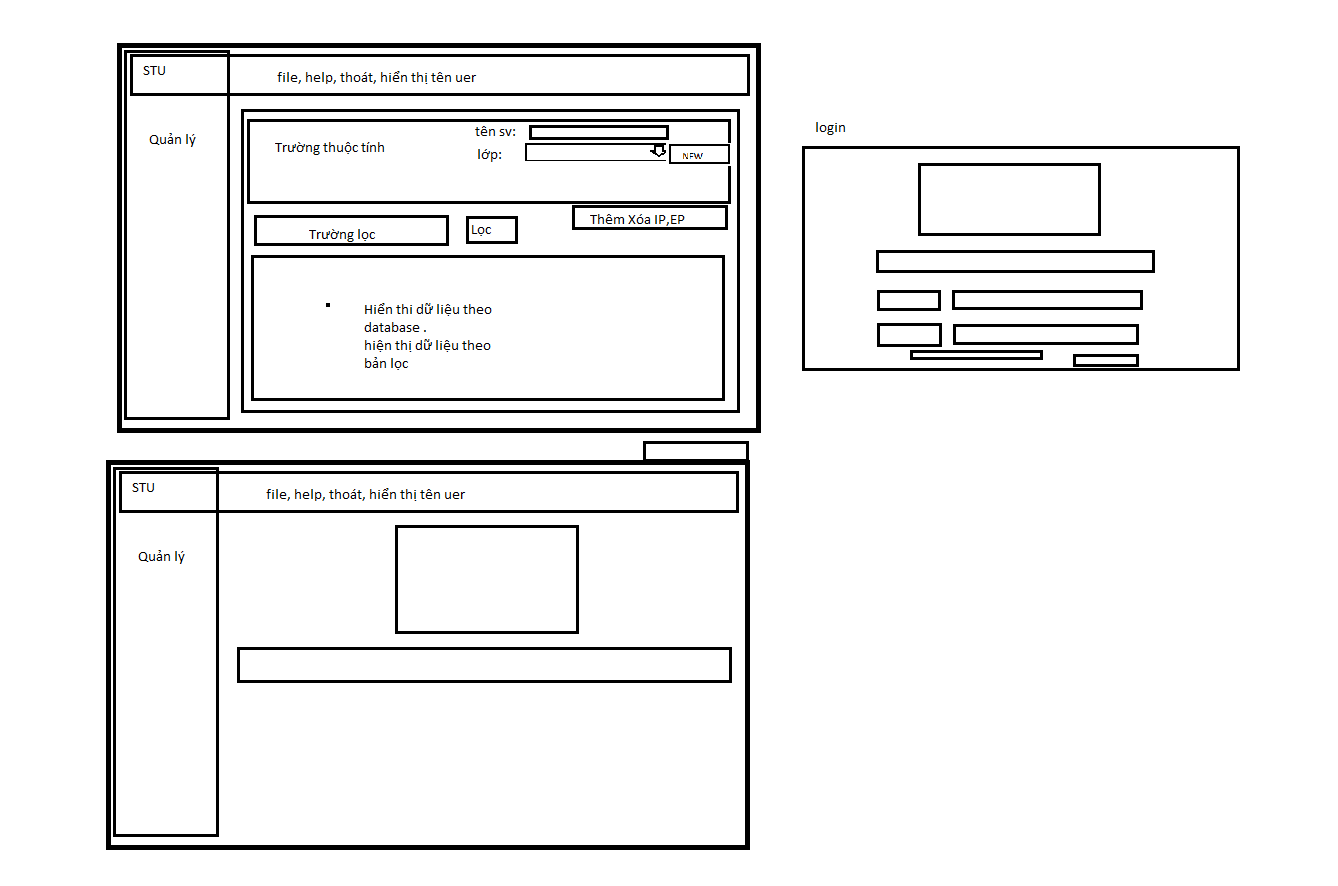 STU
file, help, thoát, hiển thị tên uer
Quản lý
Trường thuộc tính
tên sv:
lớp:
NEW
Trường lọc
Lọc
Thêm Xóa IP,EP
Hiển thi dữ liệu theo
database .
hiện thị dữ liệu theo
bản lọc
login
STU
file, help, thoát, hiển thị tên uer
Quản lý